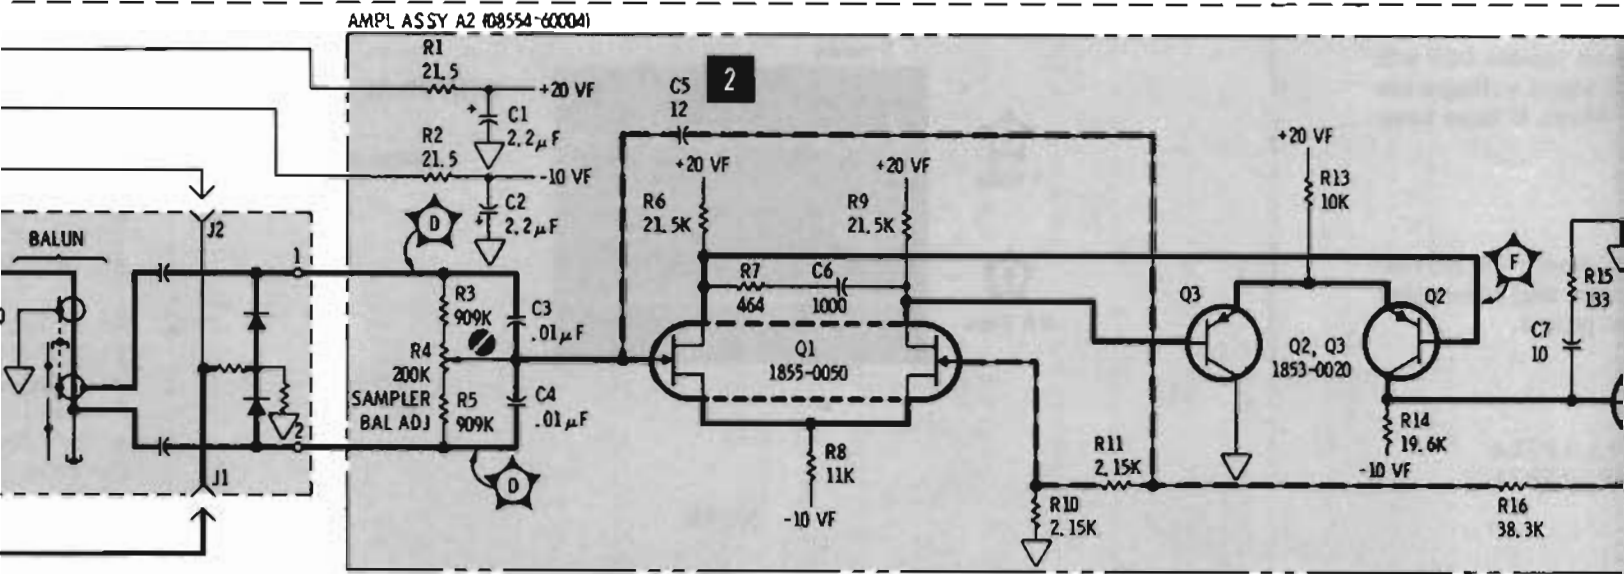 AMPL ASSY A2 (08554-60004)
R1
21.5
+20 VF
+
C1
2.2μF
R2
21.5
-10 VF
C2
+
2.2μF
C5
12
2
+20 VF
+20 VF
R6
21.5K
R9
21.5K
+20 VF
R13
10K
BALUN
J2
1
D
R3
909K
C3
.01μF
R4
200K
SAMPLER
BAL ADJ
R5
909K
C4
.01μF
2
J1
D
R7
464
C6
1000
Q1
1855-0050
R8
11K
-10 VF
R11
2.15K
R10
2.15K
Q3
Q2
Q2, Q3
1853-0020
F
R15
133
C7
10
R14
19.6K
-10 VF
R16
38.3K